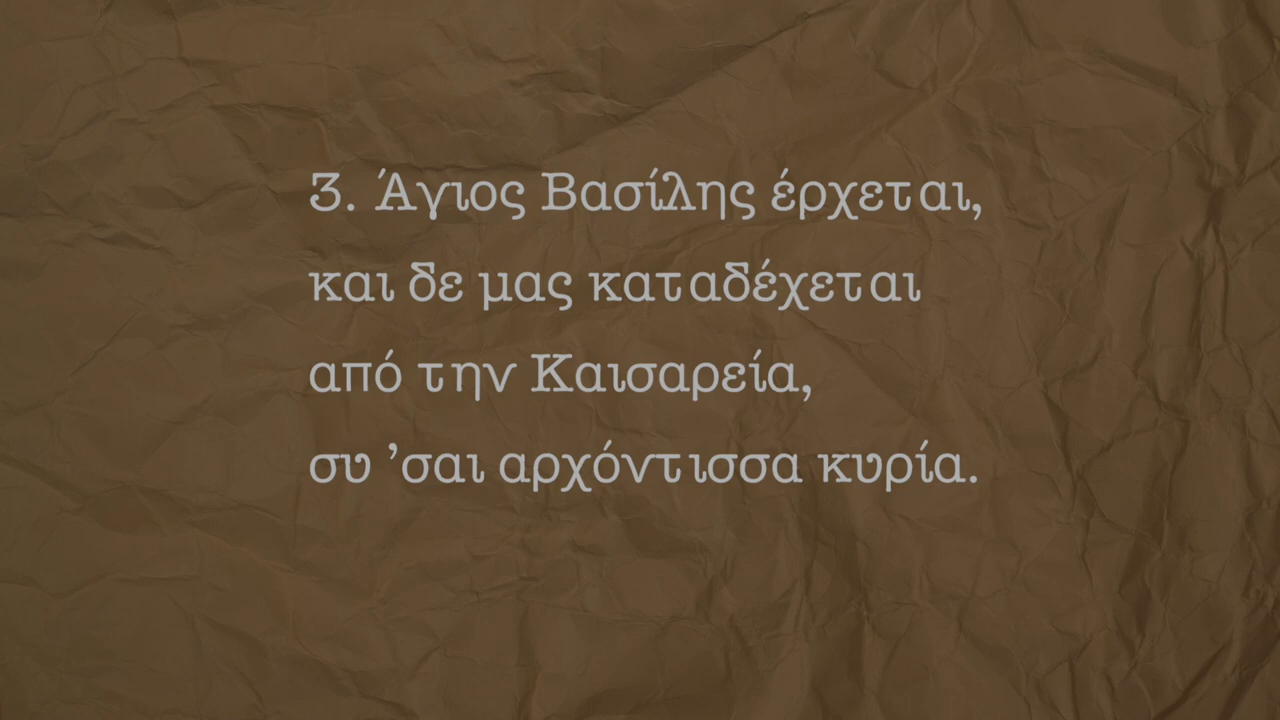 3. Άγιος Βασίλης έρχεται,
και δε μας καταδέχεται
από την Καισαρεία,
συ ’σαι αρχόντισσα κυρία.